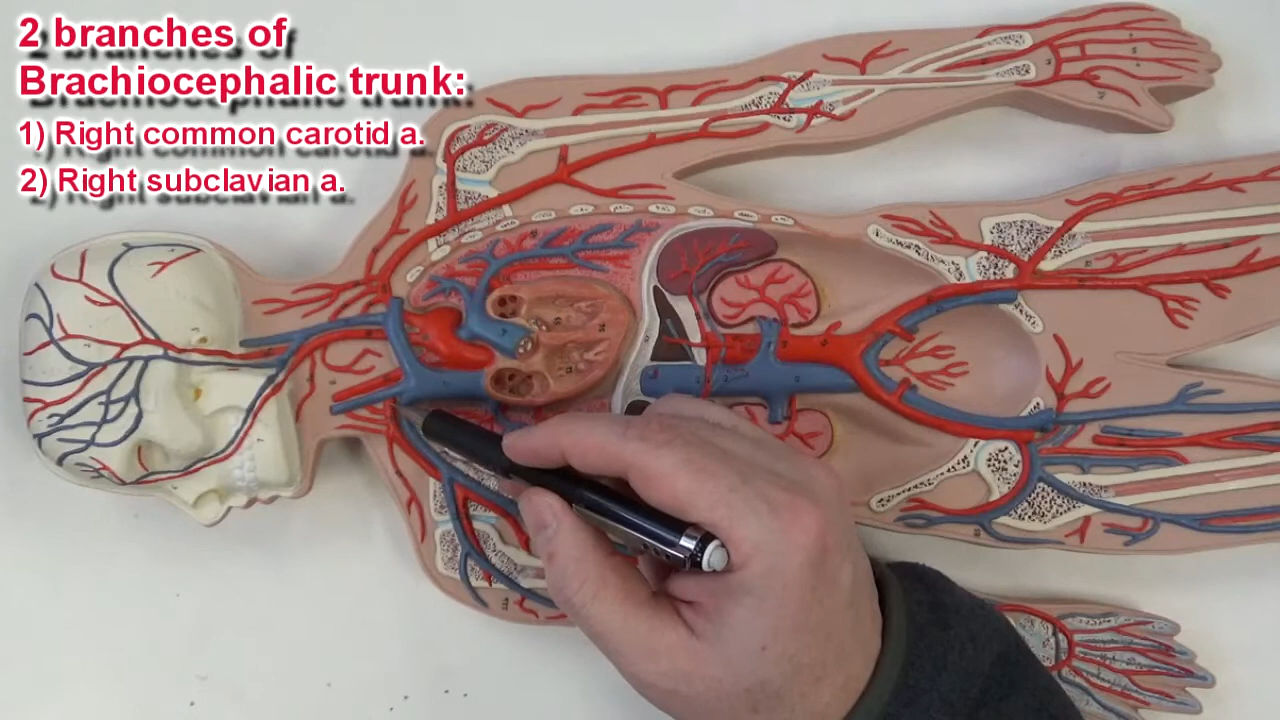 2 branches of
Brachiocephalic trunk:
1) Right common carotid a.
2) Right subclavian a.